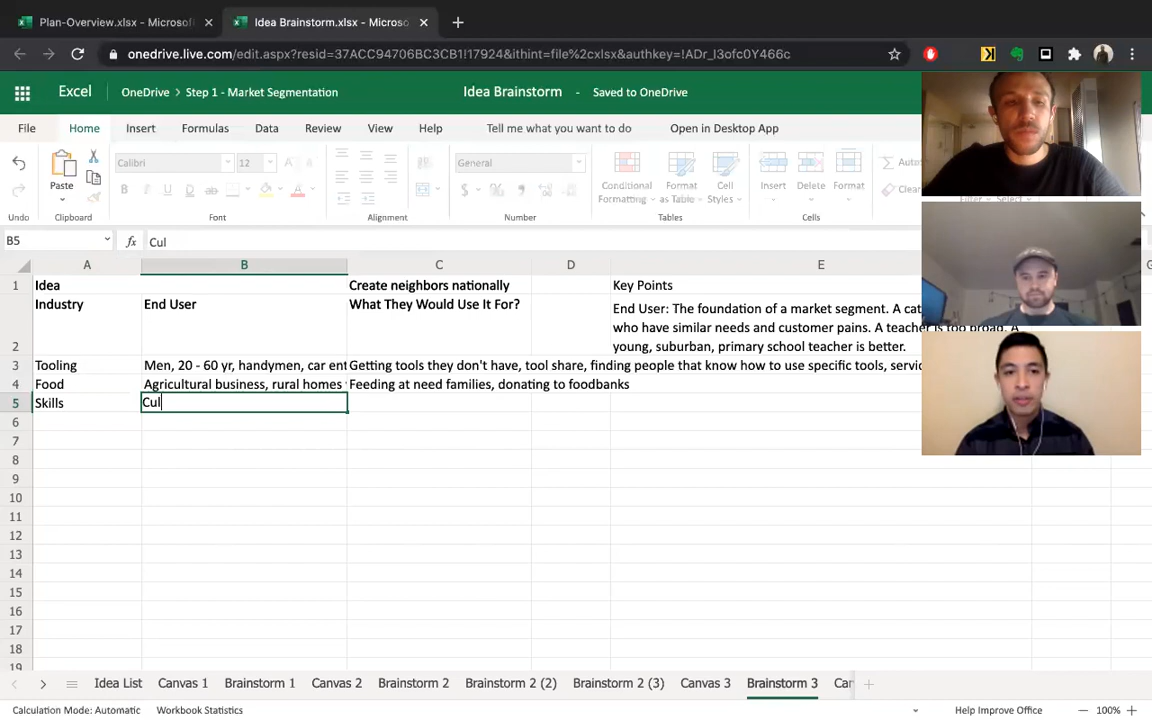 Plan-Overview.xlsx - Microsoft
Idea Brainstorm.xlsx - Microso
onedrive.live.com/edit.aspx?resid=37ACC94706BC3CB1!17924&ithint=file%2cxlsx&authkey=!ADr_I3ofc0Y466c
Excel
OneDrive > Step 1 - Market Segmentation
Idea Brainstorm - Saved to OneDrive
File Home Insert Formulas Data Review View Help Tell me what you want to do Open in Desktop App
Calibri 12 General
Paste
$ % 9
Conditional Formatting
Format as Table
Cell Styles
Insert Delete Format
Auto
Clear
Undo Clipboard Font Alignment Number Tables Cells
B5 fx Cul
A B C D E G
1 Idea Create neighbors nationally Key Points
2 Industry End User What They Would Use It For?
End User: The foundation of a market segment. A cat
who have similar needs and customer pains. A teacher is too broad. A
young, suburban, primary school teacher is better.
3 Tooling Men, 20 - 60 yr, handymen, car ent Getting tools they don't have, tool share, finding people that know how to use specific tools, servic
4 Food Agricultural business, rural homes Feeding at need families, donating to foodbanks
5 Skills Cul
6
7
8
9
10
11
12
13
14
15
16
17
18
19
Idea List Canvas 1 Brainstorm 1 Canvas 2 Brainstorm 2 Brainstorm 2 (2) Brainstorm 2 (3) Canvas 3 Brainstorm 3 Can
Calculation Mode: Automatic Workbook Statistics Help Improve Office 100%